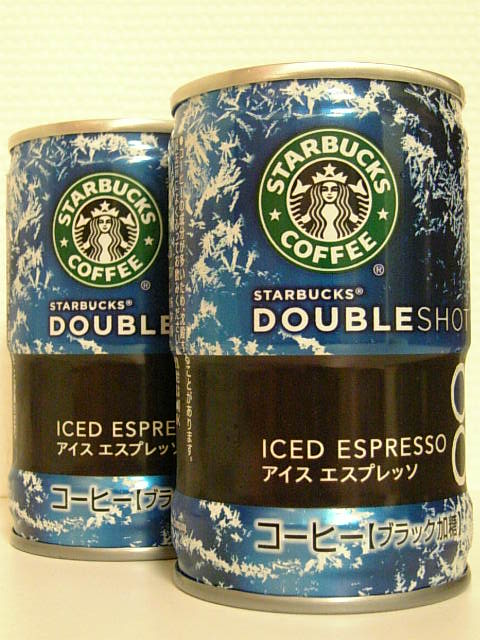 STARBUCKS
COFFEE
®
STARBUCKS®
DOUBLE
ICED ESPRE
アイス エスプレッソ
コーヒー【ブラ
STARBUCKS
COFFEE
®
STARBUCKS®
DOUBLESHOT
ICED ESPRESSO
アイス エスプレッソ
コーヒー【ブラック加糖】